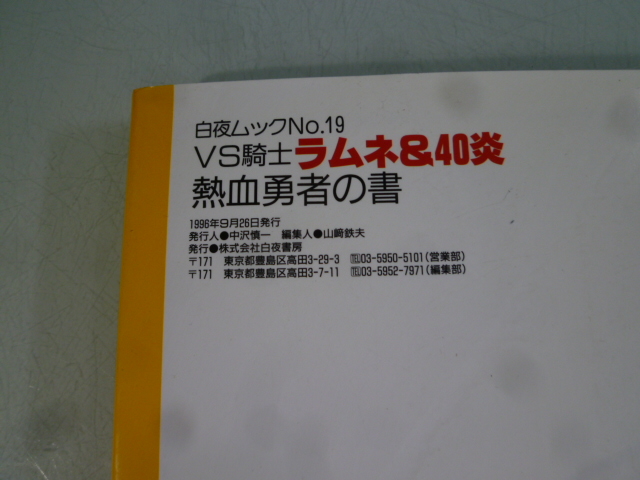 白夜ムックNo.19
VS騎士ラムネ&40炎
熱血勇者の書
1996年9月26日発行
発行人●中沢慎一　編集人●山崎鉄夫
発行●株式会社白夜書房
〒171　東京都豊島区高田3-29-3　℡03-5950-5101(営業部)
〒171　東京都豊島区高田3-7-11　℡03-5952-7971(編集部)